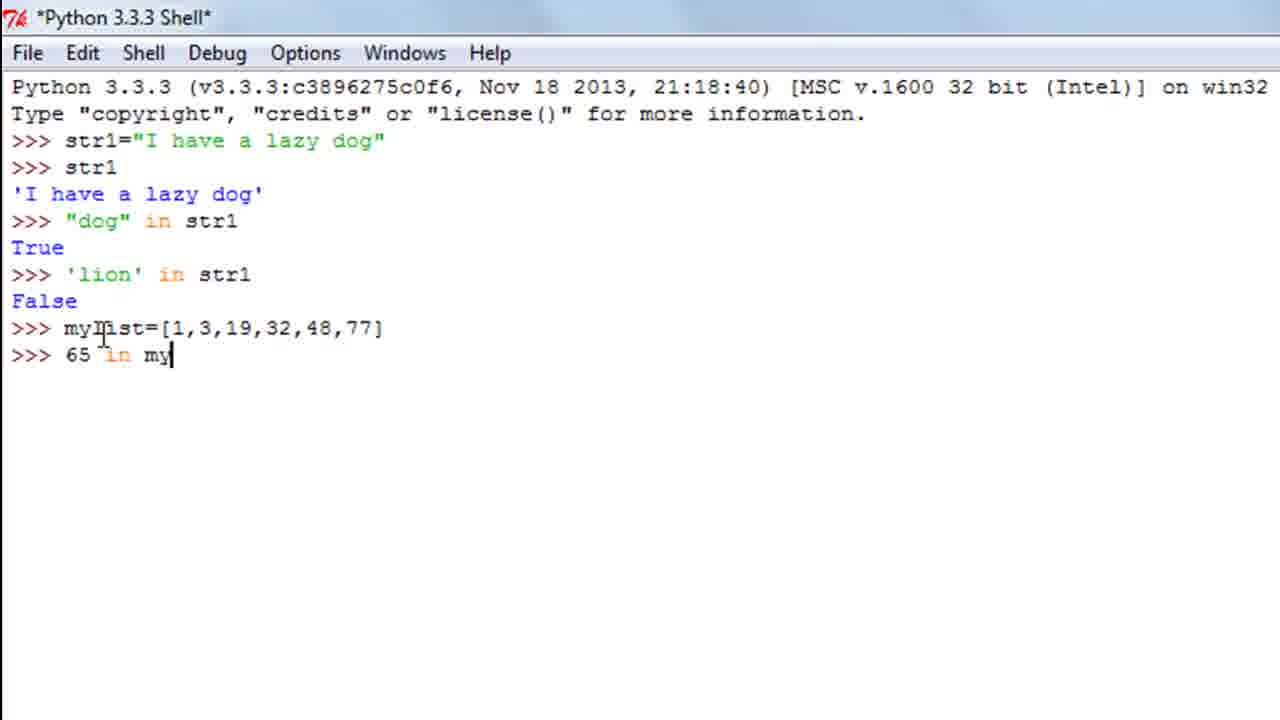 *Python 3.3.3 Shell*
File Edit Shell Debug Options Windows Help
Python 3.3.3 (v3.3.3:c3896275c0f6, Nov 18 2013, 21:18:40) [MSC v.1600 32 bit (Intel)] on win32
Type "copyright", "credits" or "license()" for more information.
>>> str1="I have a lazy dog"
>>> str1
'I have a lazy dog'
>>> "dog" in str1
True
>>> 'lion' in str1
False
>>> mylist=[1,3,19,32,48,77]
>>> 65 in my